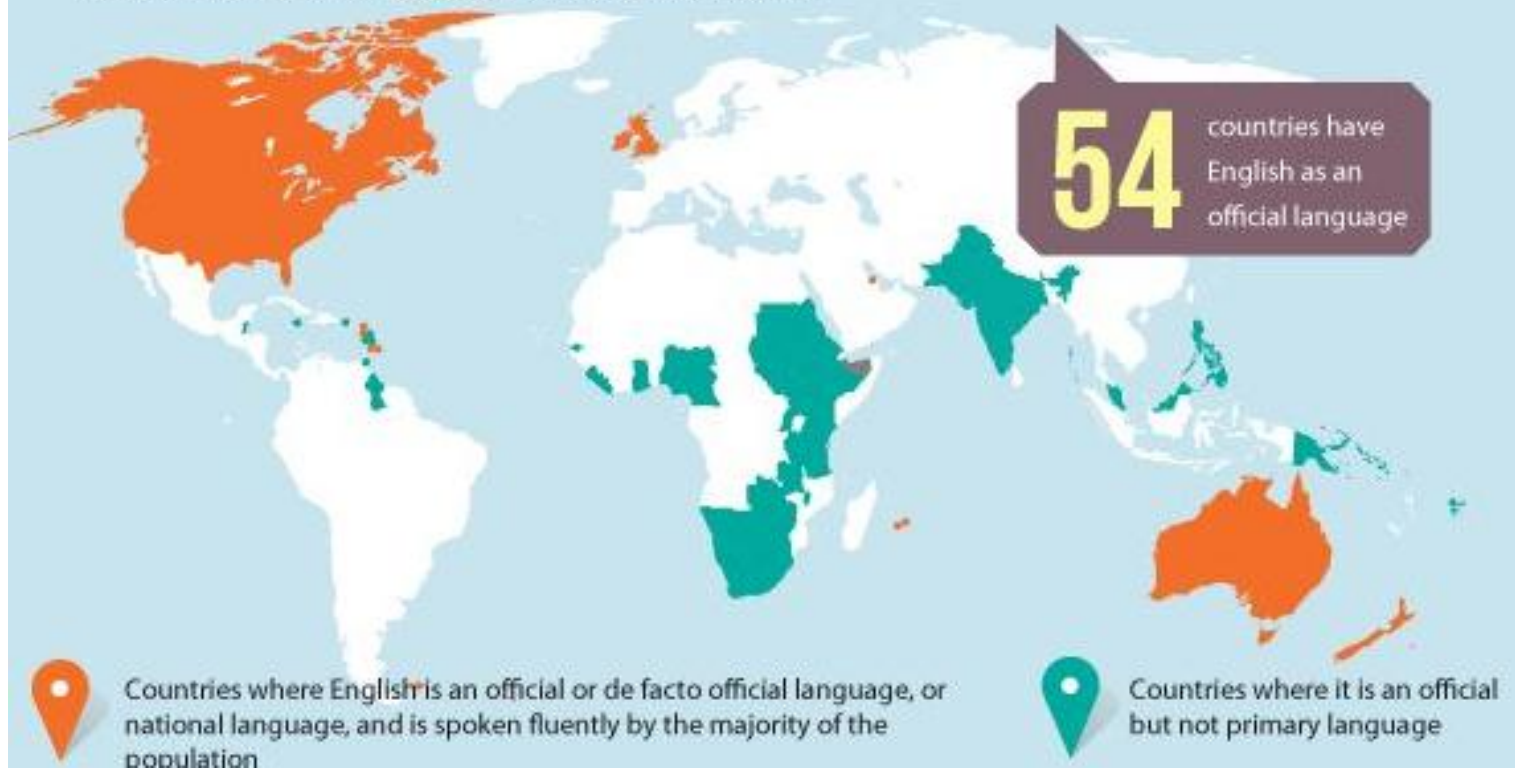 54
countries have
English as an
official language
Countries where English is an official or de facto official language, or
national language, and is spoken fluently by the majority of the
population
Countries where it is an official
but not primary language